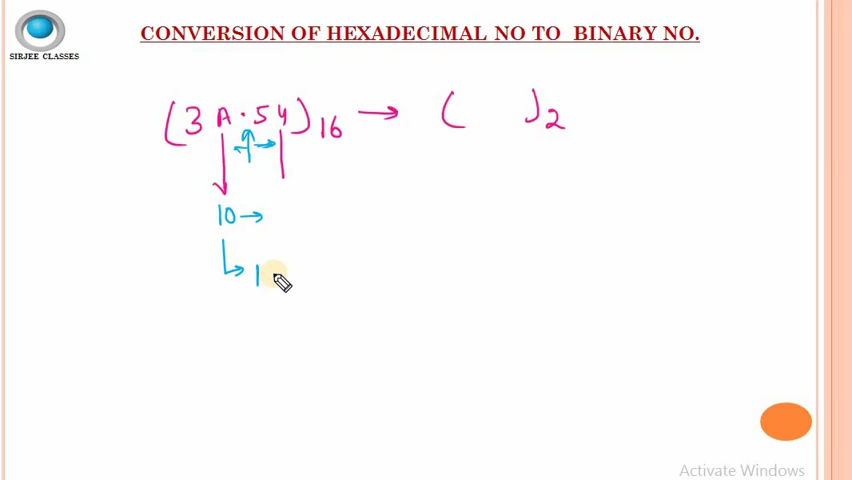 SIRJEE CLASSES
CONVERSION OF HEXADECIMAL NO TO BINARY NO.
(3A.54)16 → ( )2
10 →
1
Activate Windows